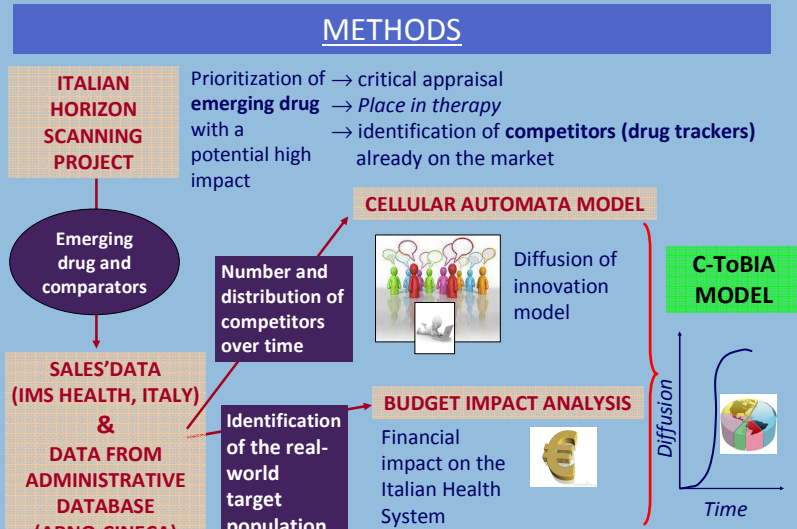 METHODS
ITALIAN
HORIZON
SCANNING
PROJECT
Prioritization of → critical appraisal
emerging drug → Place in therapy
with a → identification of competitors (drug trackers)
potential high already on the market
impact
Emerging
drug and
comparators
CELLULAR AUTOMATA MODEL
Number and
distribution of
competitors
over time
Diffusion of
innovation
model
C-ToBIA
MODEL
SALES'DATA
(IMS HEALTH, ITALY)
&
DATA FROM
ADMINISTRATIVE
DATABASE
(ARNO-CINECA)
Identification
of the real-
world
target
population
BUDGET IMPACT ANALYSIS
Financial
impact on the
Italian Health
System
Diffusion
Time